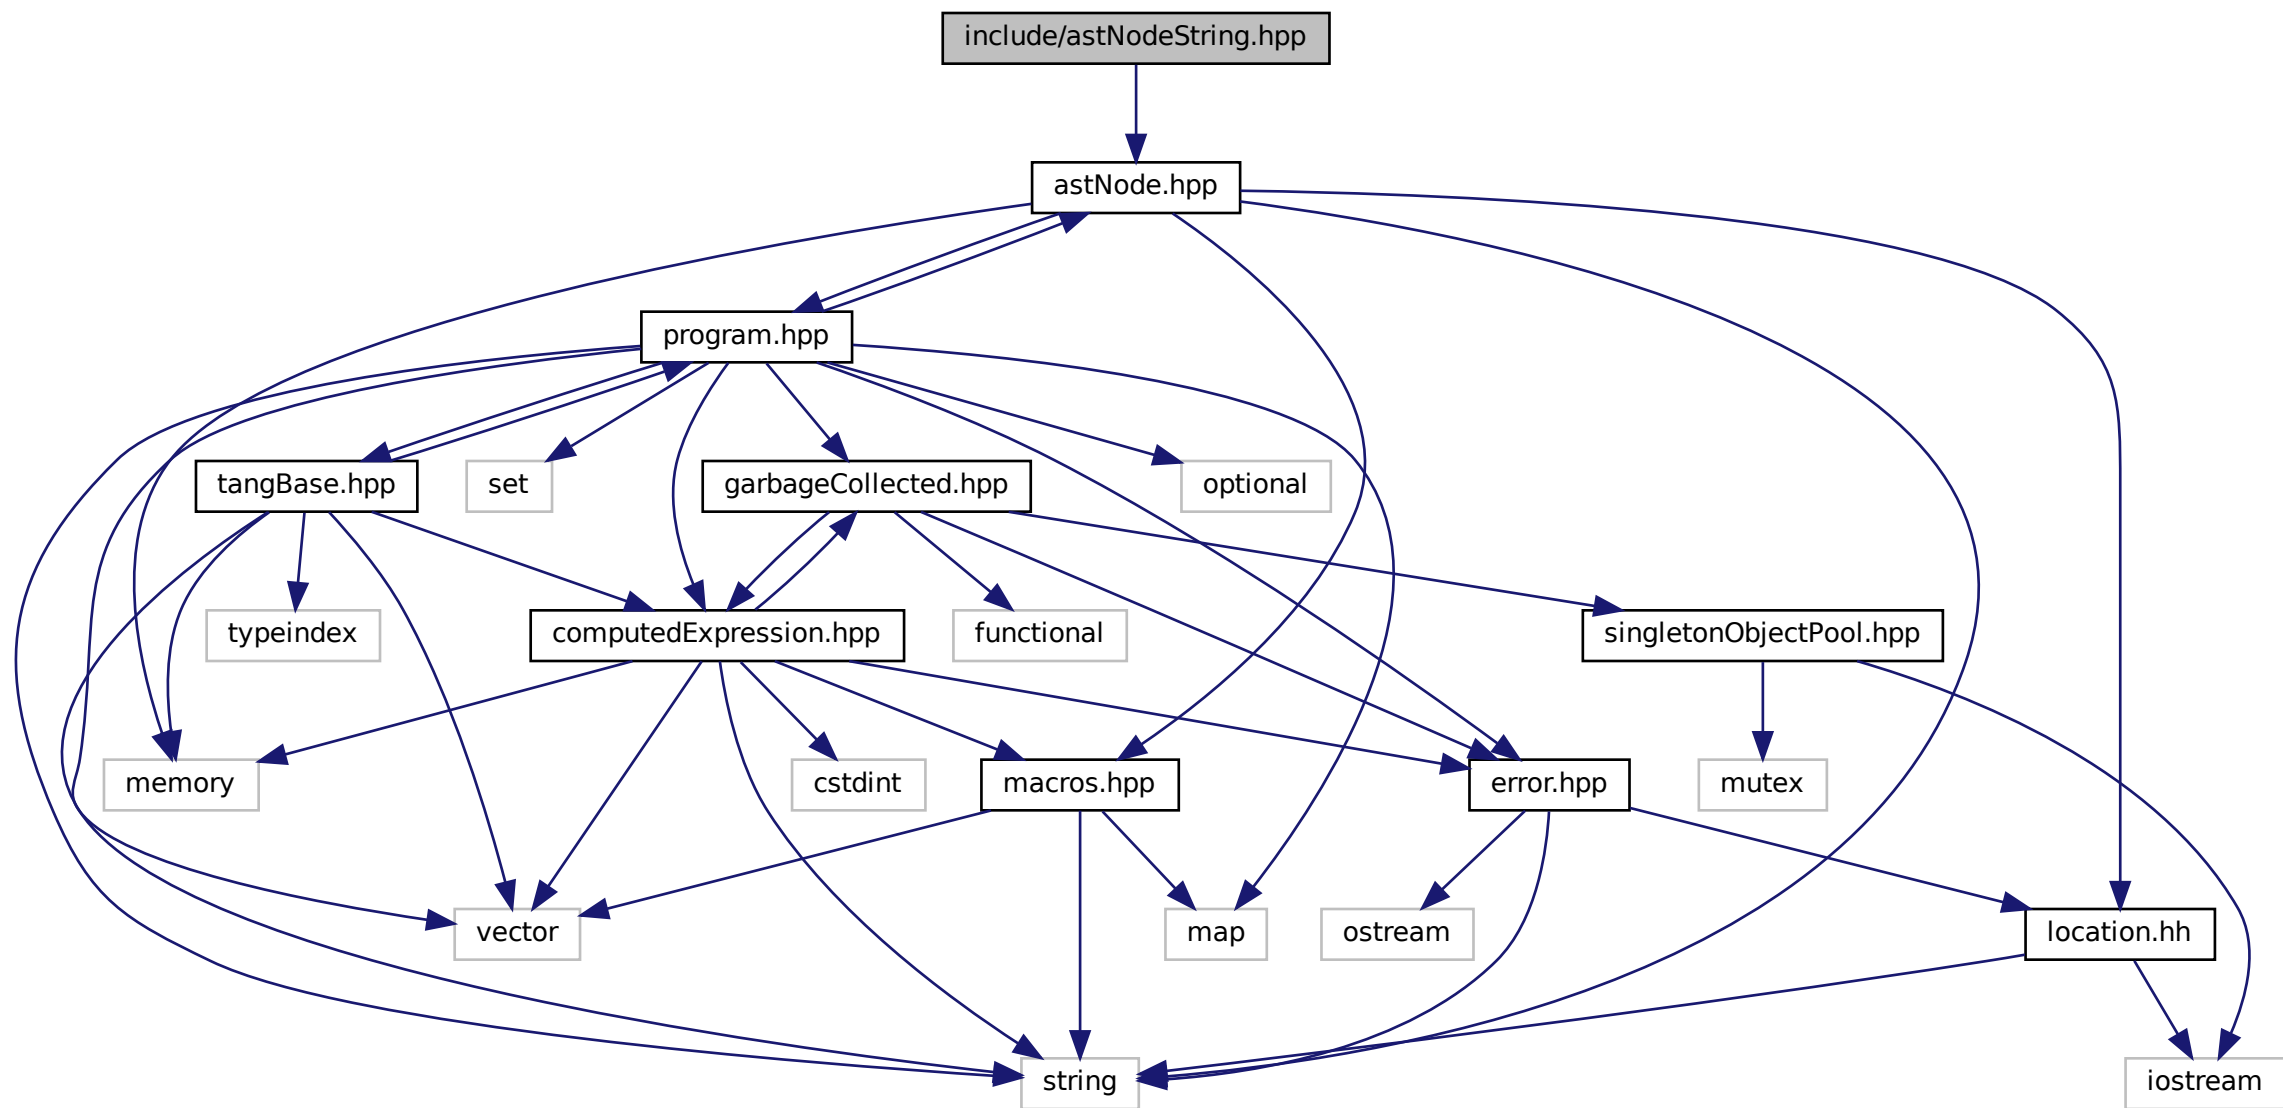 include/astNodeString.hpp
astNode.hpp
program.hpp
tangBase.hpp
set
garbageCollected.hpp
optional
typeindex
computedExpression.hpp
functional
singletonObjectPool.hpp
memory
cstdint
macros.hpp
error.hpp
mutex
vector
map
ostream
location.hh
string
iostream